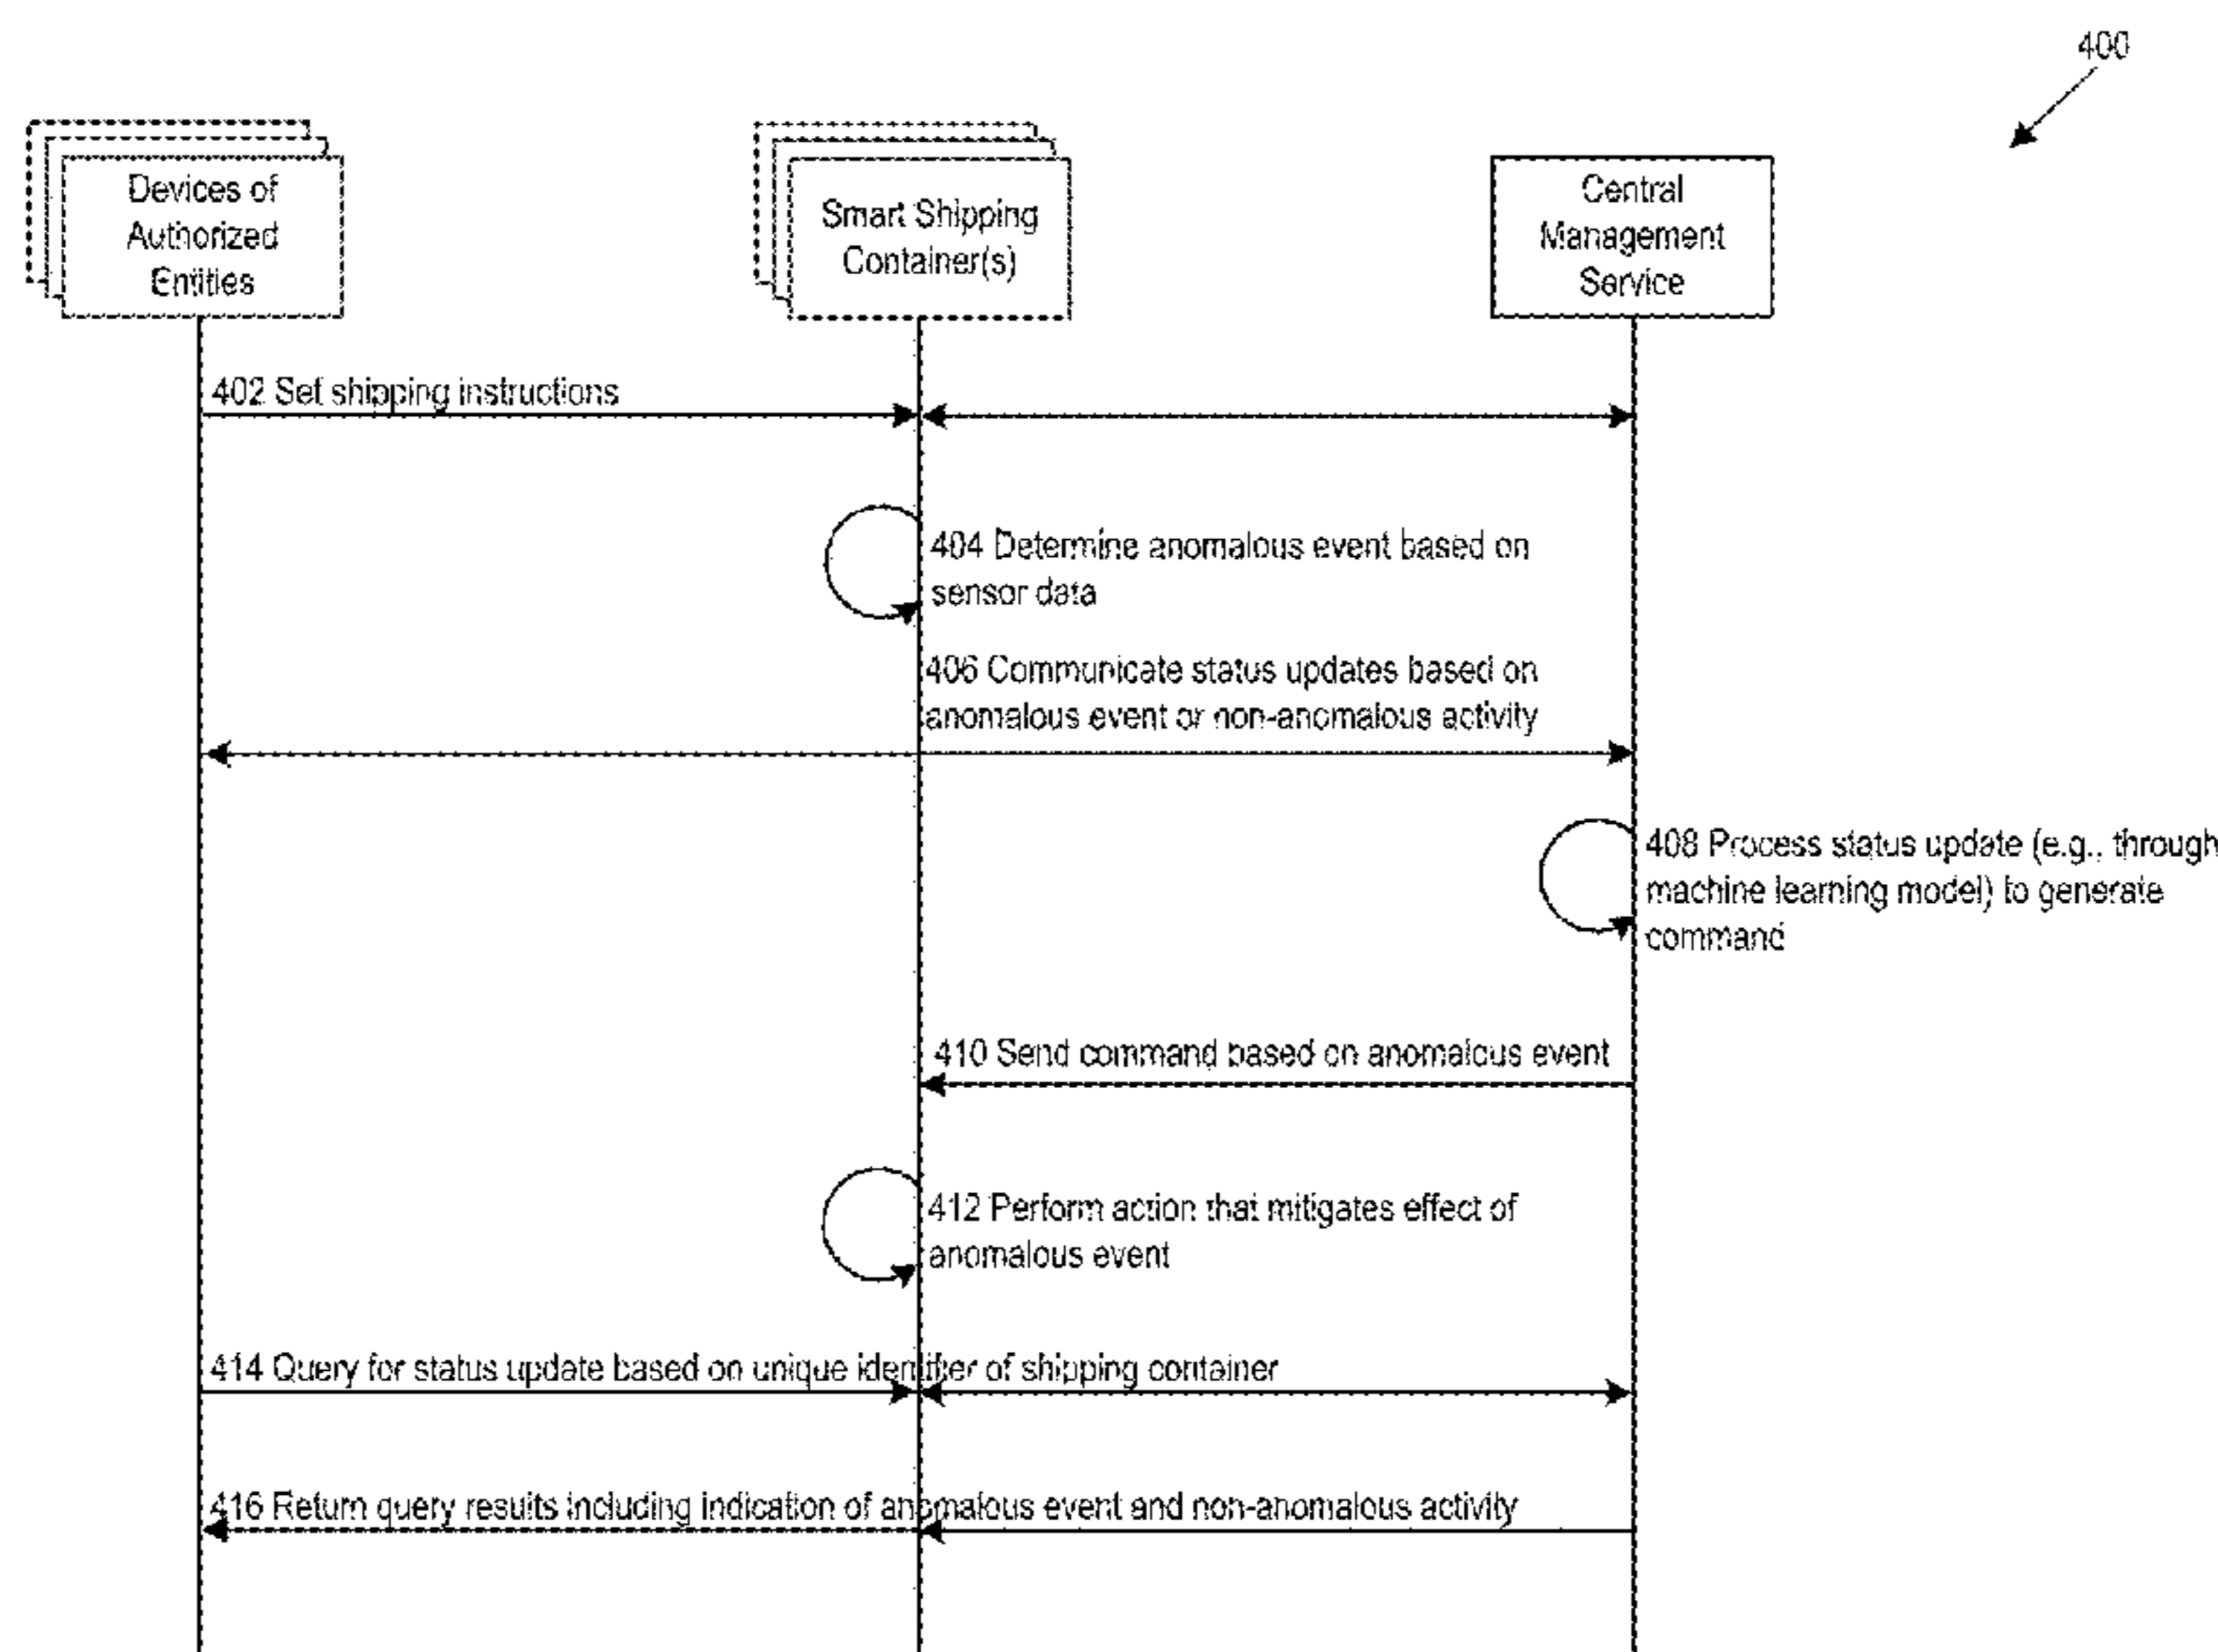 400
Devices of
Authorized
Entities
Smart Shipping
Container(s)
Central
Management
Service
402 Set shipping instructions
404 Determine anomalous event based on
sensor data
406 Communicate status updates based on
anomalous event or non-anomalous activity
408 Process status update (e.g., through
machine learning model) to generate
command
410 Send command based on anomalous event
412 Perform action that mitigates effect of
anomalous event
414 Query for status update based on unique identifier of shipping container
416 Return query results including indication of anomalous event and non-anomalous activity